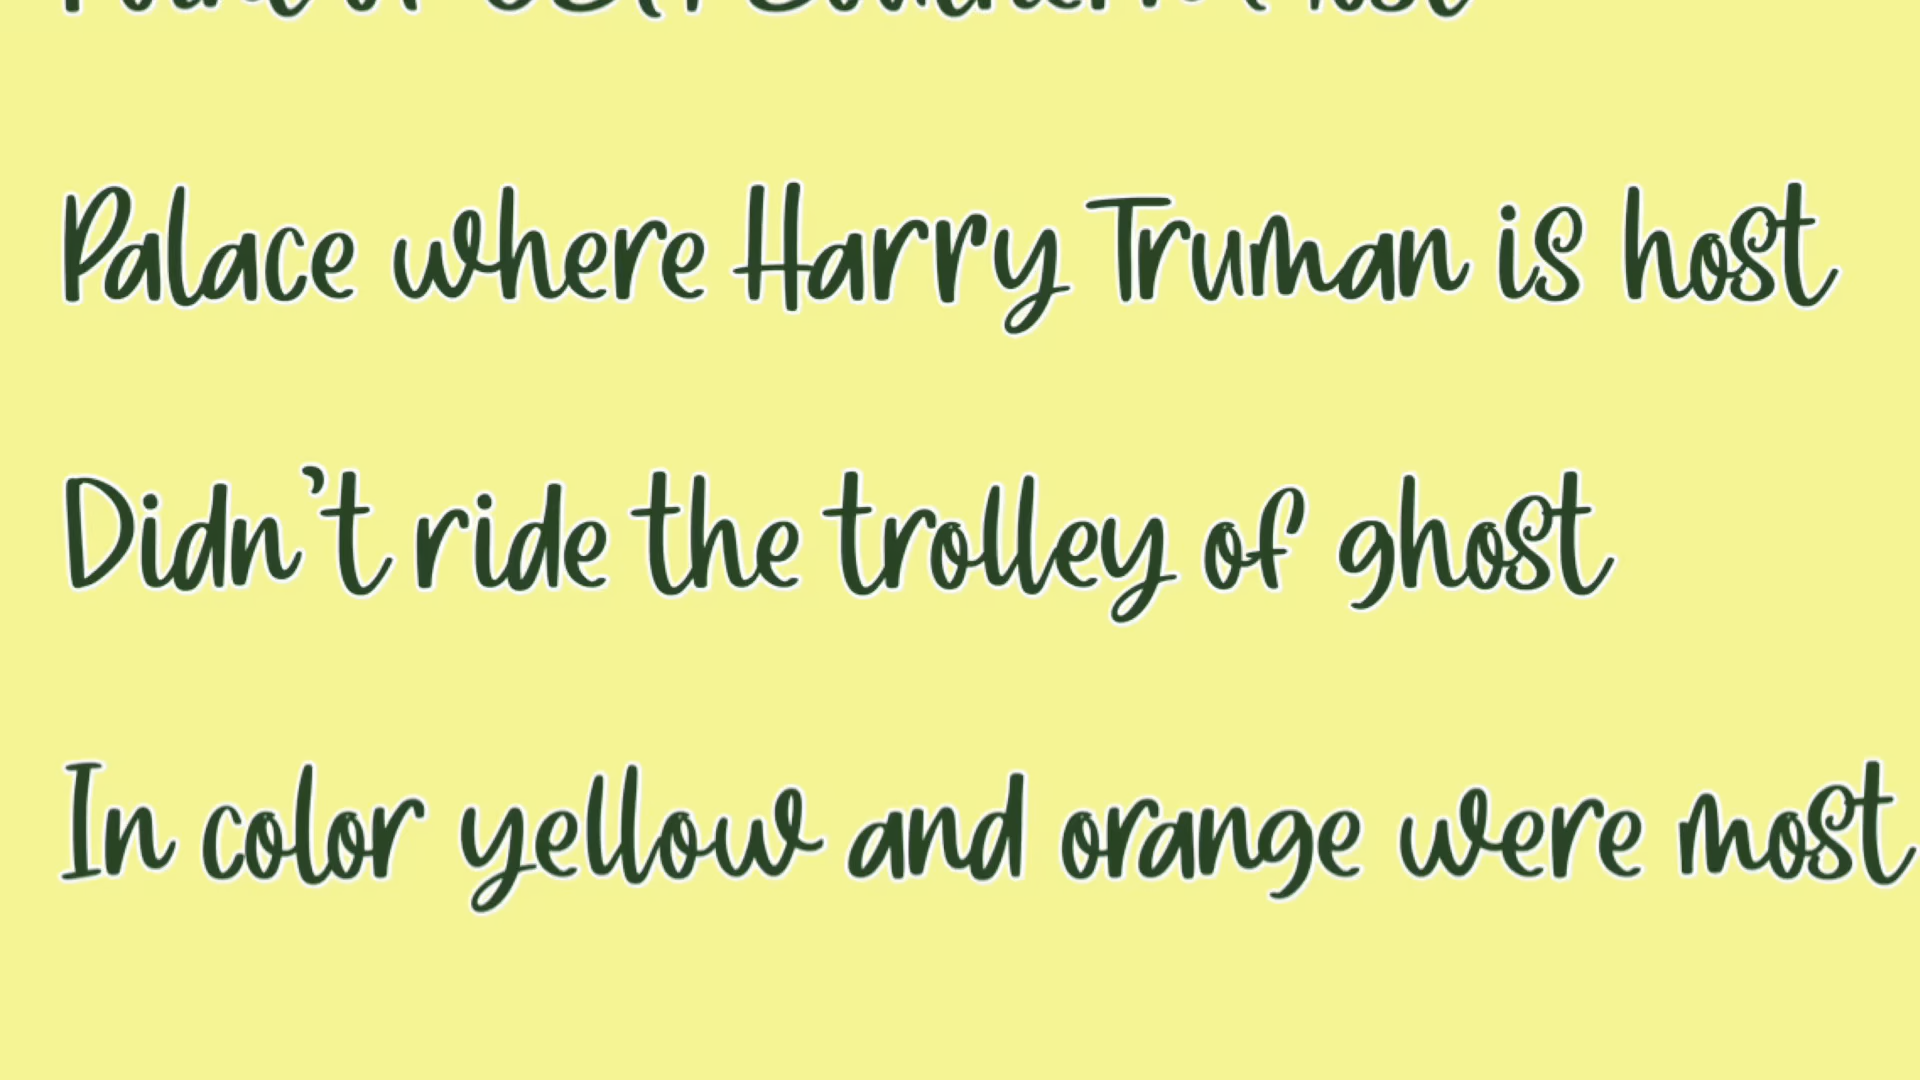 Palace where Harry Truman is host
Didn't ride the trolley of ghost
In color yellow and orange were most